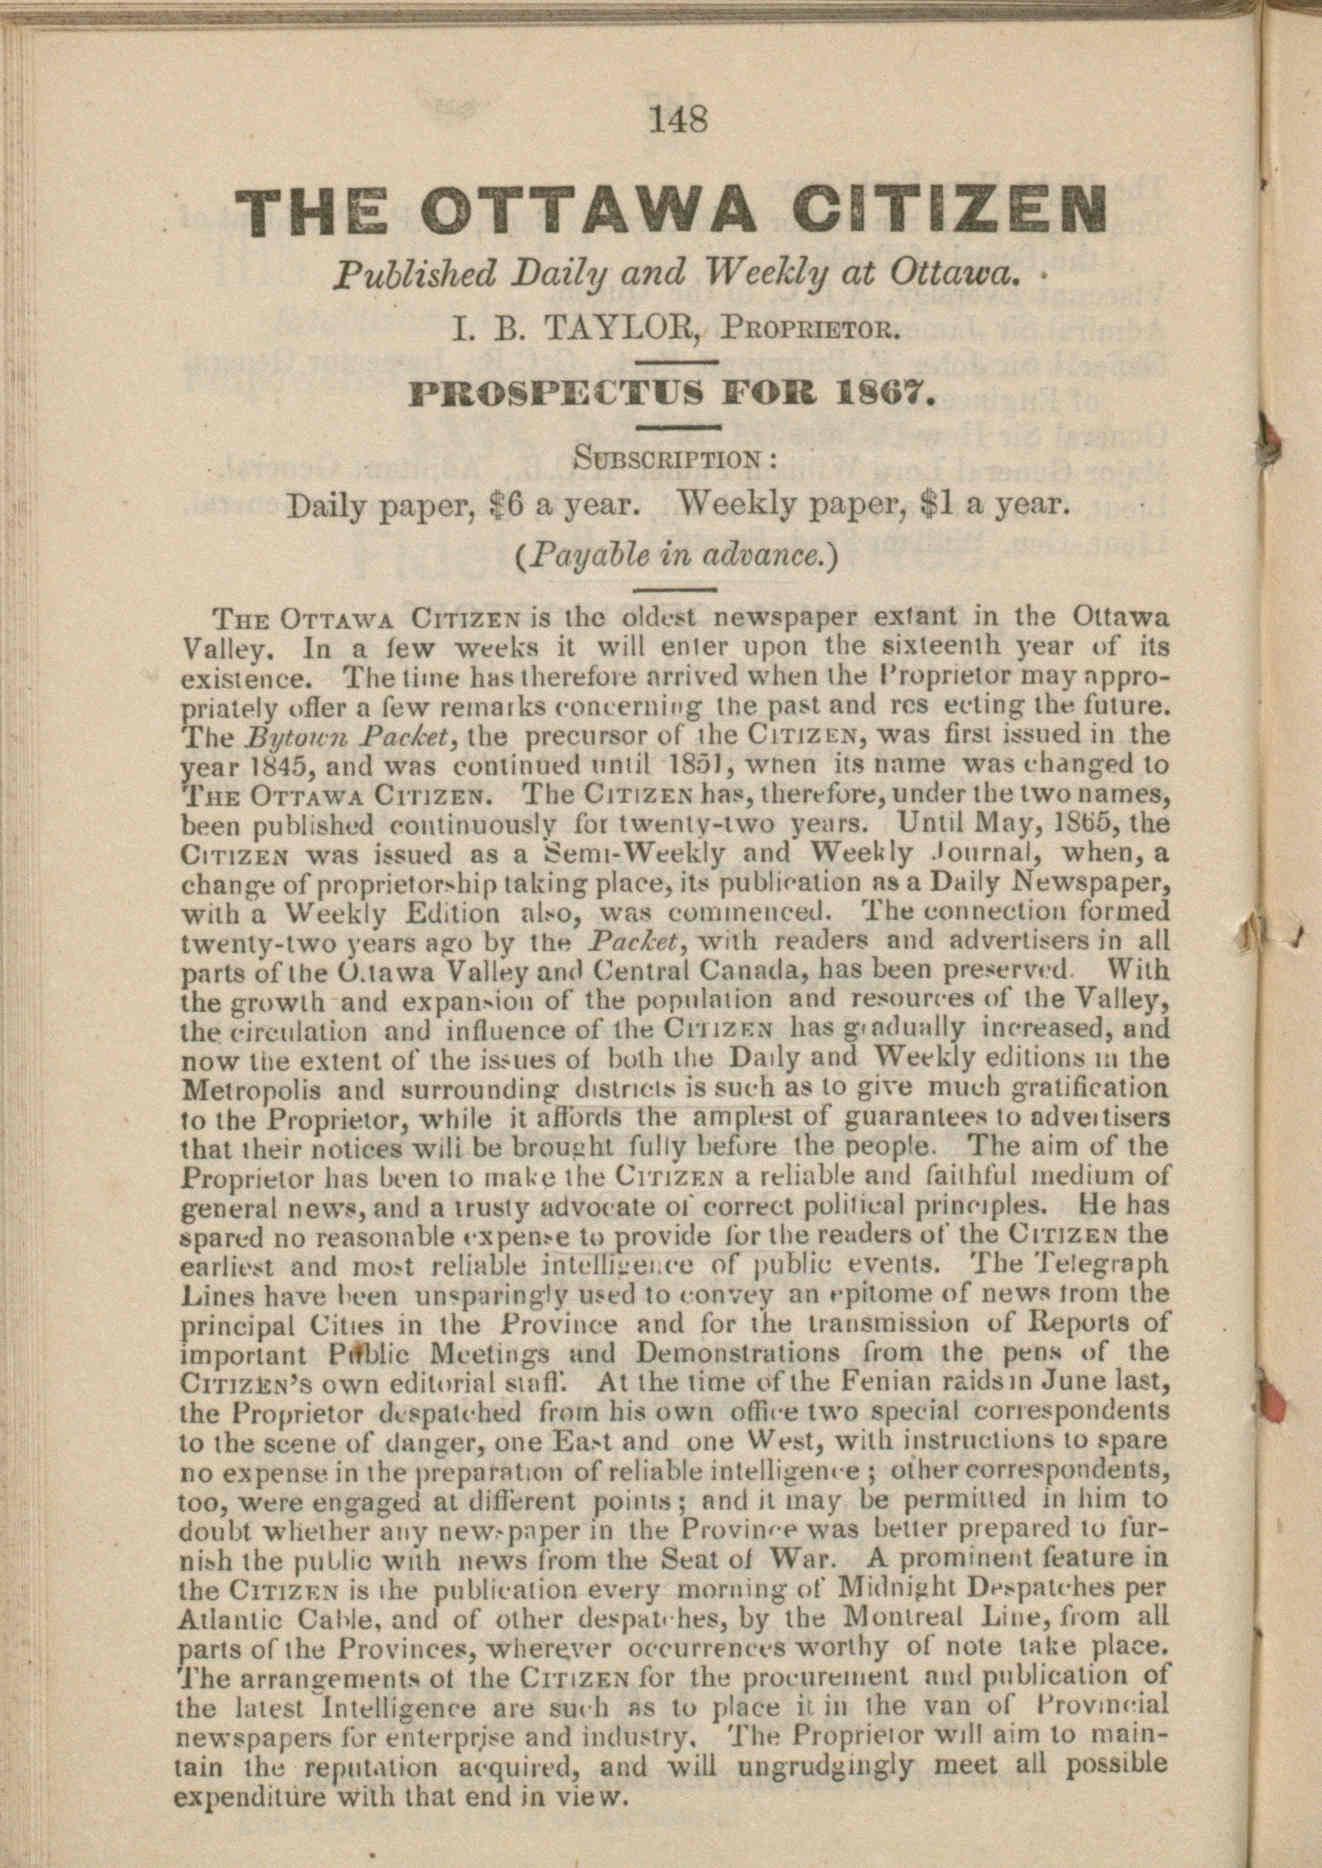 148
THE OTTAWA CITIZEN
Published Daily and Weekly at Ottawa.
I. B. TAYLOR, PROPRIETOR.
PROSPECTUS FOR 1867.
SUBSCRIPTION :
Daily paper, $6 a year. Weekly paper, $1 a year.
(Payable in advance.)
THE OTTAWA CITIZEN is the oldest newspaper extant in the Ottawa
Valley. In a few weeks it will enter upon the sixteenth year of its
existence. The time has therefore arrived when the Proprietor may appro-
priately offer a few remarks concerning the past and res ecting the future.
The Bytown Packet, the precursor of the CITIZEN, was first issued in the
year 1845, and was continued until 1851, when its name was changed to
THE OTTAWA CITIZEN. The CITIZEN has, therefore, under the two names,
been published continuously for twenty-two years. Until May, 1865, the
CITIZEN was issued as a Semi-Weekly and Weekly Journal, when, a
change of proprietorship taking place, its publication as a Daily Newspaper,
with a Weekly Edition also, was commenced. The connection formed
twenty-two years ago by the Packet, with readers and advertisers in all
parts of the O.tawa Valley and Central Canada, has been preserved. With
the growth and expansion of the population and resources of the Valley,
the circulation and influence of the CITIZEN has gradually increased, and
now the extent of the issues of both the Daily and Weekly editions in the
Metropolis and surrounding districts is such as to give much gratification
to the Proprietor, while it affords the amplest of guarantees to advertisers
that their notices will be brought fully before the people. The aim of the
Proprietor has been to make the CITIZEN a reliable and faithful medium of
general news, and a trusty advocate of correct political principles. He has
spared no reasonable expense to provide for the readers of the CITIZEN the
earliest and most reliable intelligence of public events. The Telegraph
Lines have been unsparingly used to convey an epitome of news from the
principal Cities in the Province and for the transmission of Reports of
important Public Meetings and Demonstrations from the pens of the
CITIZEN'S own editorial staff. At the time of the Fenian raids in June last,
the Proprietor despatched from his own office two special correspondents
to the scene of danger, one East and one West, with instructions to spare
no expense in the preparation of reliable intelligence ; other correspondents,
too, were engaged at different points ; and it may be permitted in him to
doubt whether any newspaper in the Province was better prepared to fur-
nish the public with news from the Seat of War. A prominent feature in
the CITIZEN is the publication every morning of Midnight Despatches per
Atlantic Cable, and of other despatches, by the Montreal Line, from all
parts of the Provinces, wherever occurrences worthy of note take place.
The arrangements of the CITIZEN for the procurement and publication of
the latest Intelligence are such as to place it in the van of Provincial
newspapers for enterprise and industry. The Proprietor will aim to main-
tain the reputation acquired, and will ungrudgingly meet all possible
expenditure with that end in view.